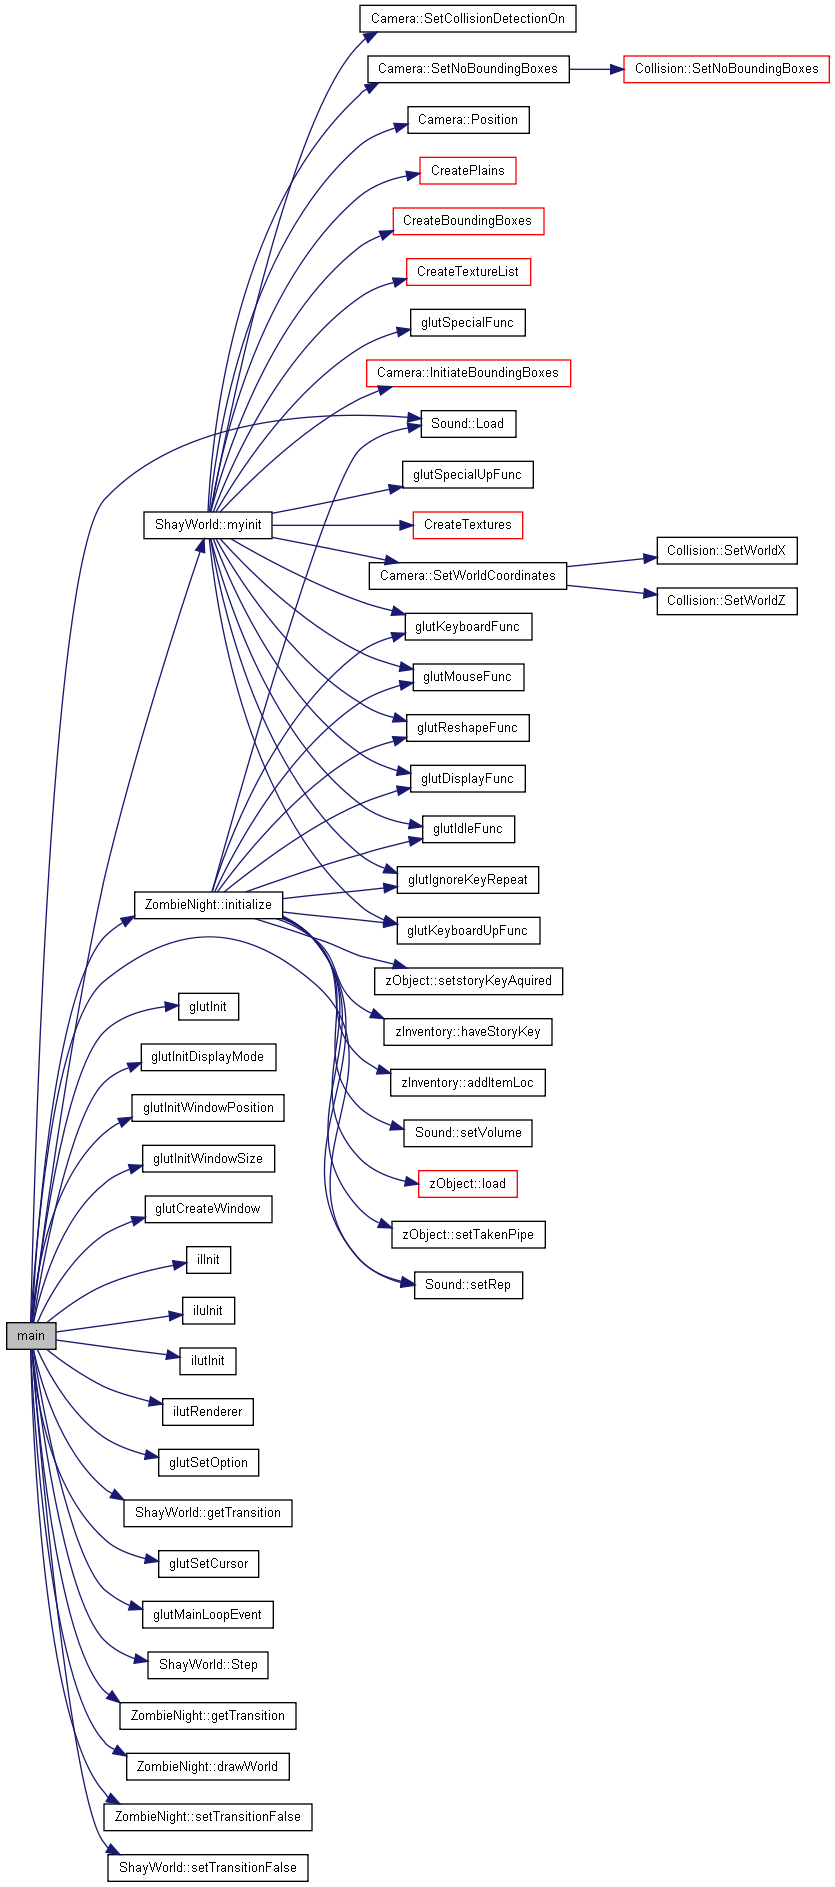 Camera::SetCollisionDetectionOn
Camera::SetNoBoundingBoxes
Collision::SetNoBoundingBoxes
Camera::Position
CreatePlains
CreateBoundingBoxes
CreateTextureList
glutSpecialFunc
Camera::InitiateBoundingBoxes
Sound::Load
glutSpecialUpFunc
ShayWorld::myinit
CreateTextures
Collision::SetWorldX
Camera::SetWorldCoordinates
Collision::SetWorldZ
glutKeyboardFunc
glutMouseFunc
glutReshapeFunc
glutDisplayFunc
glutIdleFunc
glutIgnoreKeyRepeat
ZombieNight::initialize
glutKeyboardUpFunc
zObject::setstoryKeyAquired
glutInit
zInventory::haveStoryKey
glutInitDisplayMode
zInventory::addItemLoc
glutInitWindowPosition
Sound::setVolume
glutInitWindowSize
zObject::load
glutCreateWindow
zObject::setTakenPipe
ilInit
Sound::setRep
iluInit
main
ilutInit
ilutRenderer
glutSetOption
ShayWorld::getTransition
glutSetCursor
glutMainLoopEvent
ShayWorld::Step
ZombieNight::getTransition
ZombieNight::drawWorld
ZombieNight::setTransitionFalse
ShayWorld::setTransitionFalse